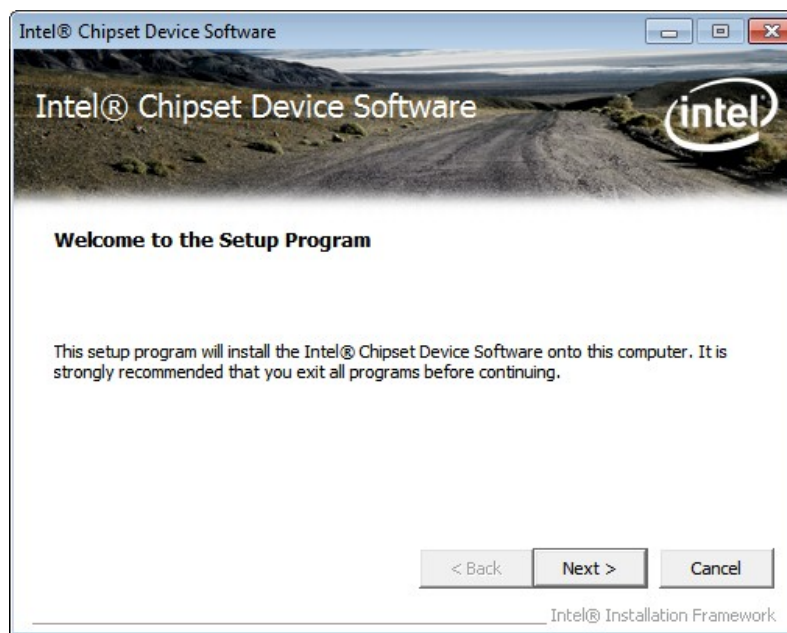 Intel® Chipset Device Software
Intel® Chipset Device Software
intel
Welcome to the Setup Program
This setup program will install the Intel® Chipset Device Software onto this computer. It is
strongly recommended that you exit all programs before continuing.
< Back Next > Cancel
Intel® Installation Framework